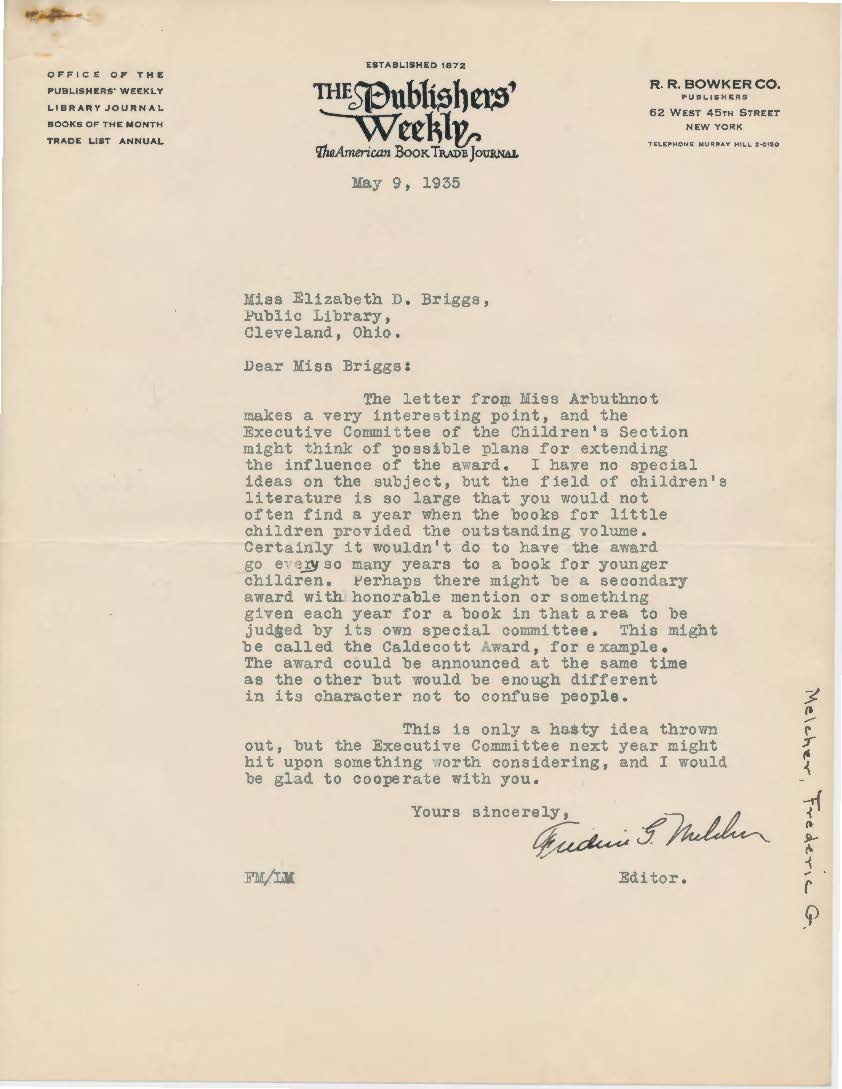 OFFICE OF THE
PUBLISHERS' WEEKLY
LIBRARY JOURNAL
BOOKS OF THE MONTH
TRADE LIST ANNUAL
ESTABLISHED 1872
THE Publishers'
Weekly
The American BOOK TRADE JOURNAL
R. R. BOWKER CO.
PUBLISHERS
62 WEST 45TH STREET
NEW YORK
TELEPHONE MURRAY HILL 2-0150
May 9, 1935
Miss Elizabeth D. Briggs,
Public Library,
Cleveland, Ohio.
Dear Miss Briggs:
The letter from Miss Arbuthnot
makes a very interesting point, and the
Executive Committee of the Children's Section
might think of possible plans for extending
the influence of the award. I have no special
ideas on the subject, but the field of children's
literature is so large that you would not
often find a year when the books for little
children provided the outstanding volume.
Certainly it wouldn't do to have the award
go every so many years to a book for younger
children. Perhaps there might be a secondary
award with honorable mention or something
given each year for a book in that area to be
judged by its own special committee. This might
be called the Caldecott Award, for example.
The award could be announced at the same time
as the other but would be enough different
in its character not to confuse people.
This is only a hasty idea thrown
out, but the Executive Committee next year might
hit upon something worth considering, and I would
be glad to cooperate with you.
Yours sincerely,
Frederic G. Melcher
FM/LM
Editor.
Melcher, Frederic G.